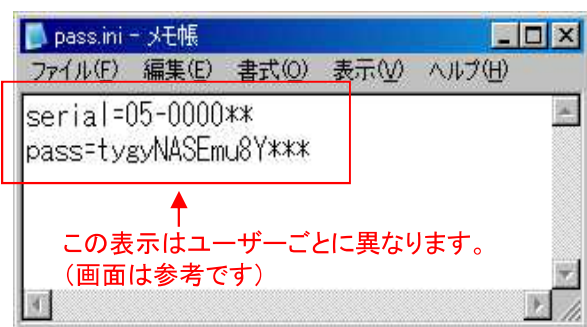 pass.ini - メモ帳
ファイル(F) 編集(E) 書式(O) 表示(V) ヘルプ(H)
serial=05-0000**
pass=tygyNASEmu8Y***
この表示はユーザーごとに異なります。
（画面は参考です）